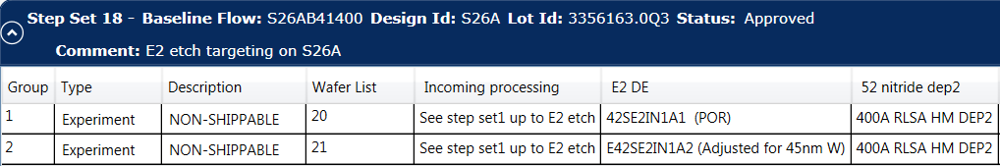 Step Set 18 - Baseline Flow: S26AB41400 Design Id: S26A Lot Id: 3356163.0Q3 Status: Approved
Comment: E2 etch targeting on S26A
Group Type Description Wafer List Incoming processing E2 DE 52 nitride dep2
1 Experiment NON-SHIPPABLE 20 See step set1 up to E2 etch 42SE2IN1A1 (POR) 400A RLSA HM DEP2
2 Experiment NON-SHIPPABLE 21 See step set1 up to E2 etch E42SE2IN1A2 (Adjusted for 45nm W) 400A RLSA HM DEP2